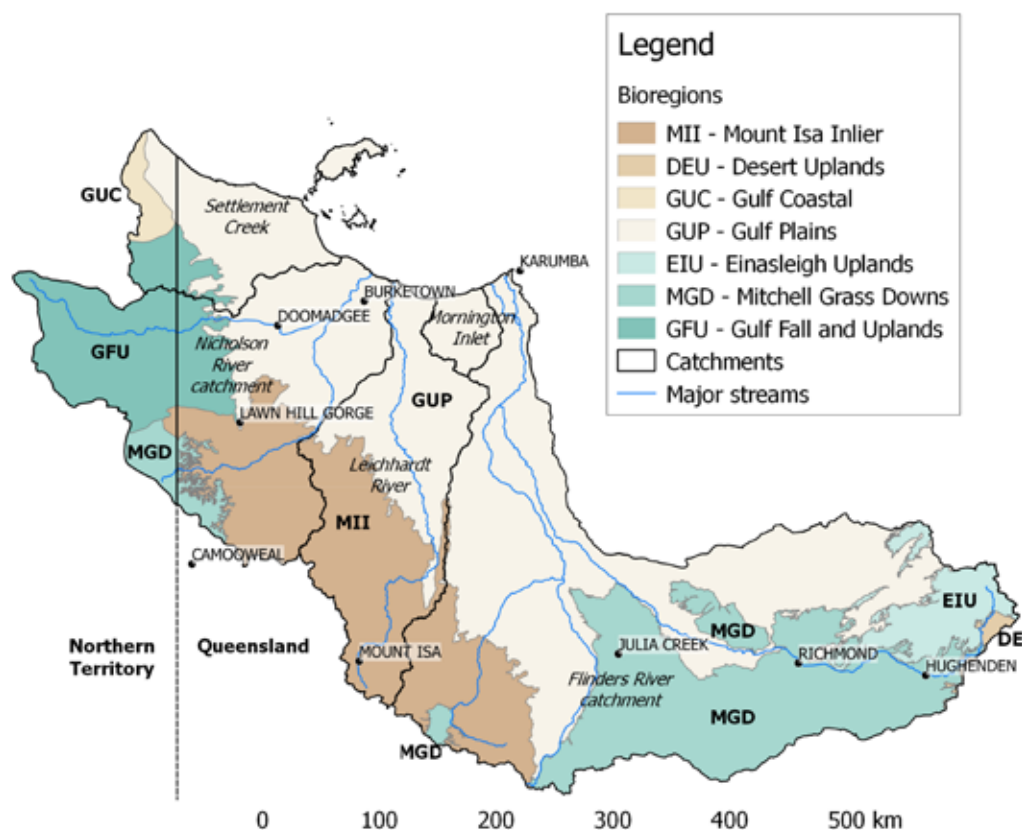 Legend
Bioregions
MII - Mount Isa Inlier
DEU - Desert Uplands
GUC - Gulf Coastal
GUP - Gulf Plains
EIU - Einasleigh Uplands
MGD - Mitchell Grass Downs
GFU - Gulf Fall and Uplands
Catchments
Major streams
GUC
Settlement
Creek
KARUMBA
BURKETOWN
DOOMADGEE
Mornington
Inlet
GFU
Nicholson
River
catchment
GUP
LAWN HILL GORGE
MGD
Leichhardt
River
MII
CAMOOWEAL
EIU
Northern
Territory
Queensland
MOUNT ISA
JULIA CREEK
MGD
RICHMOND
DE
HUGHENDEN
Flinders River
catchment
MGD
MGD
0 100 200 300 400 500 km